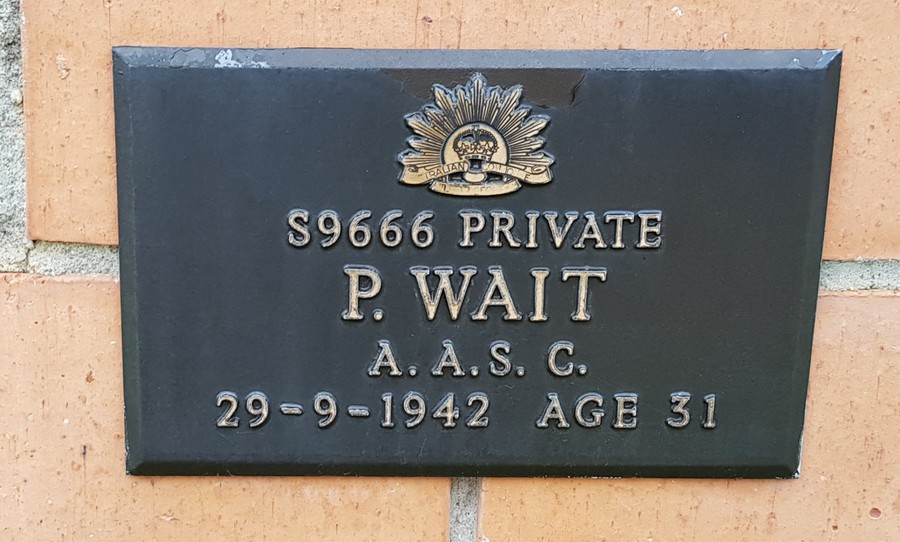 S9666 PRIVATE
P. WAIT
A. A.S. C.
29-9-1942 AGE 31